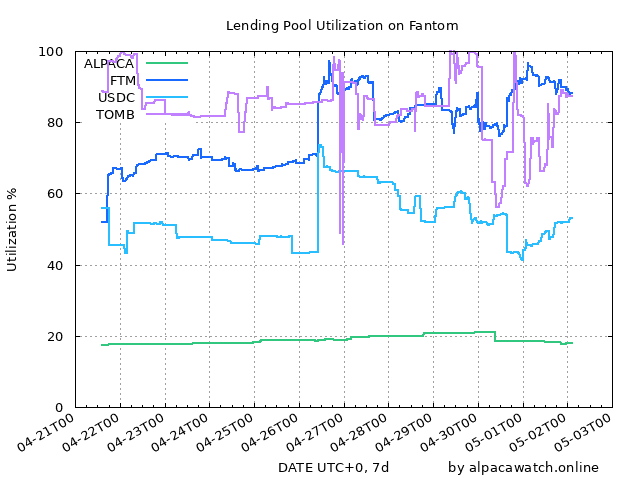 Lending Pool Utilization on Fantom
Utilization %
100
80
60
40
20
0
ALPACA
FTM
USDC
TOMB
04-21T00
04-22T00
04-23T00
04-24T00
04-25T00
04-26T00
04-27T00
04-28T00
04-29T00
04-30T00
05-01T00
05-02T00
05-03T00
DATE UTC+0, 7d
by alpacawatch.online